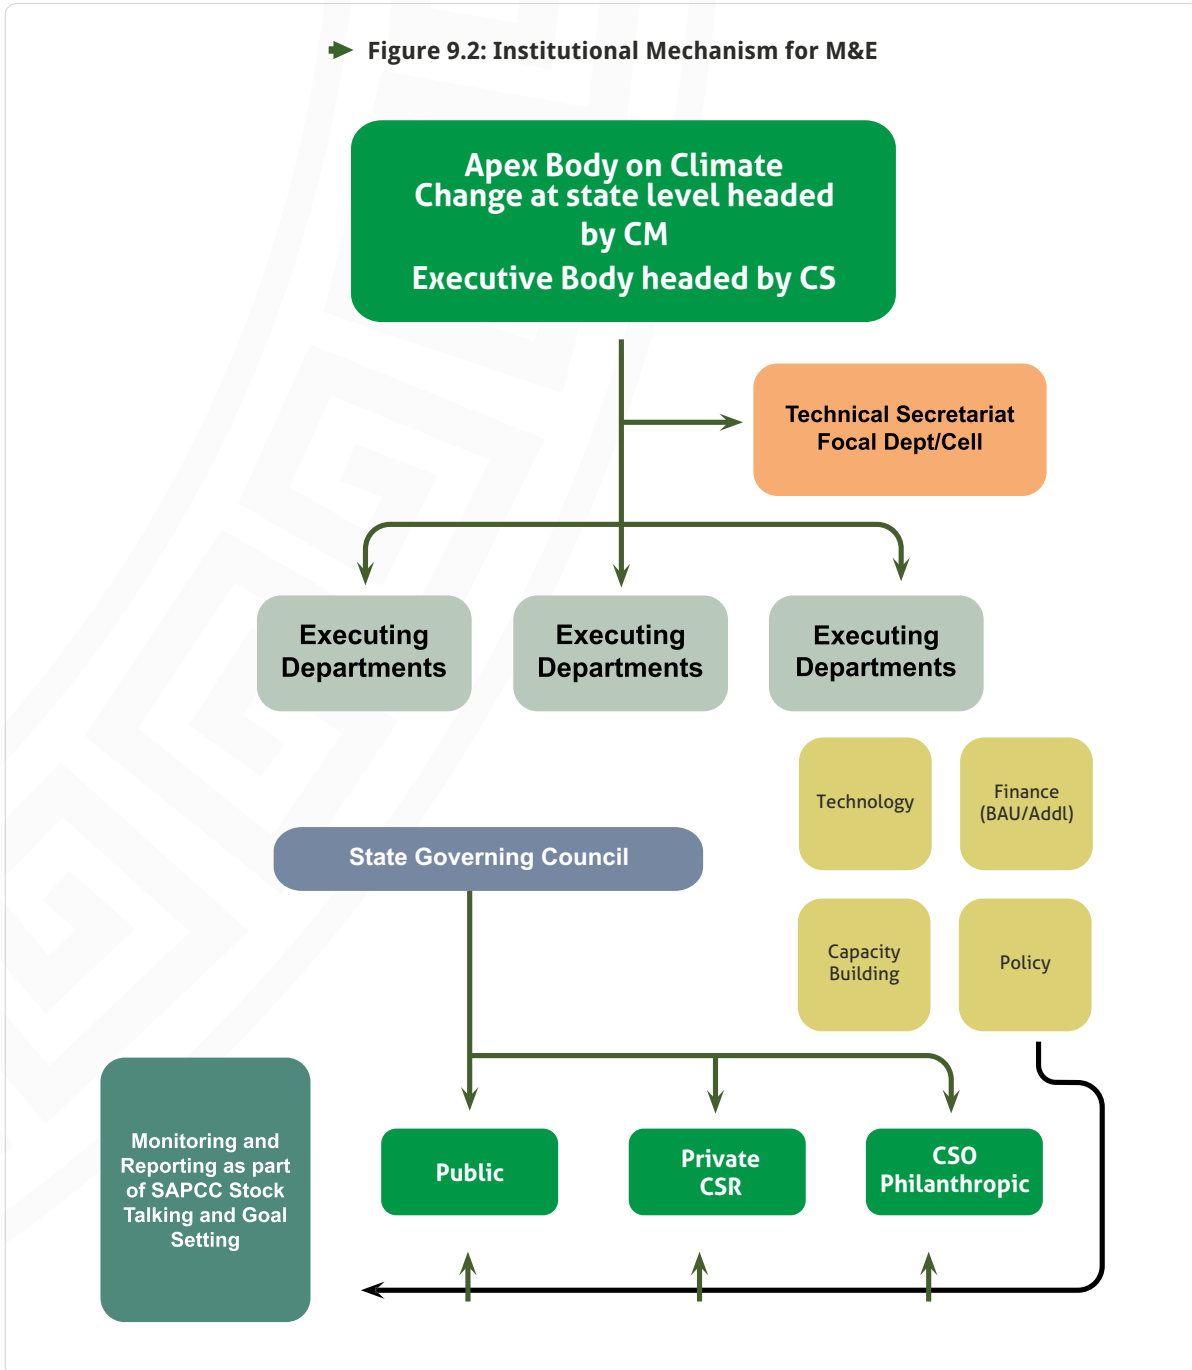 Figure 9.2: Institutional Mechanism for M&E
Apex Body on Climate
Change at state level headed
by CM
Executive Body headed by CS
Technical Secretariat
Focal Dept/Cell
Executing
Departments
Executing
Departments
Executing
Departments
Technology
Finance
(BAU/Addl)
State Governing Council
Capacity
Building
Policy
Monitoring and
Reporting as part
of SAPCC Stock
Talking and Goal
Setting
Public
Private
CSR
CSO
Philanthropic